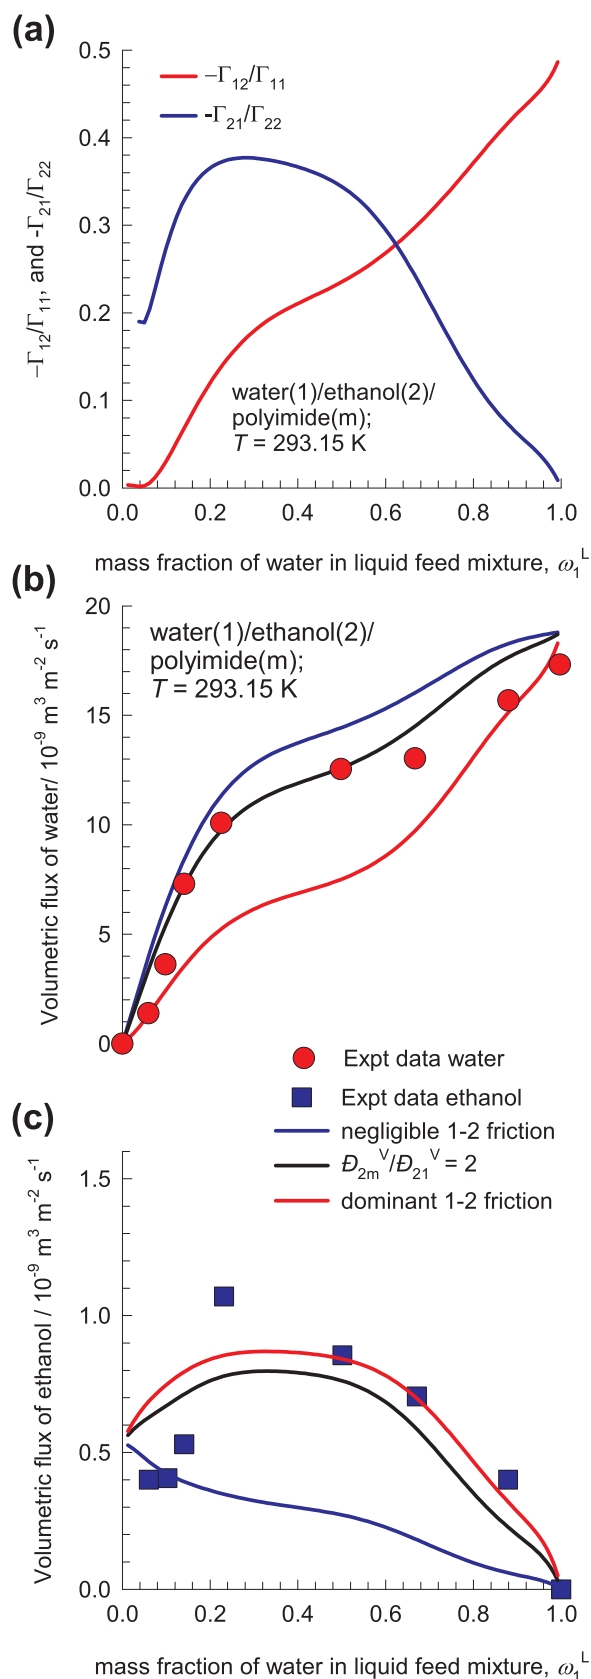 (a)
0.5
0.4
0.3
0.2
0.1
0.0
−Γ12/Γ11, and -Γ21/Γ22
−Γ12/Γ11
-Γ21/Γ22
water(1)/ethanol(2)/
polyimide(m);
T = 293.15 K
0.0 0.2 0.4 0.6 0.8 1.0
mass fraction of water in liquid feed mixture, ω1L
(b)
20
15
10
5
0
Volumetric flux of water/ 10-9 m3 m-2 s-1
water(1)/ethanol(2)/
polyimide(m);
T = 293.15 K
Expt data water
Expt data ethanol
negligible 1-2 friction
Đ2mV/Đ21V = 2
dominant 1-2 friction
(c)
1.5
1.0
0.5
0.0
Volumetric flux of ethanol / 10-9 m3 m-2 s-1
0.0 0.2 0.4 0.6 0.8 1.0
mass fraction of water in liquid feed mixture, ω1L